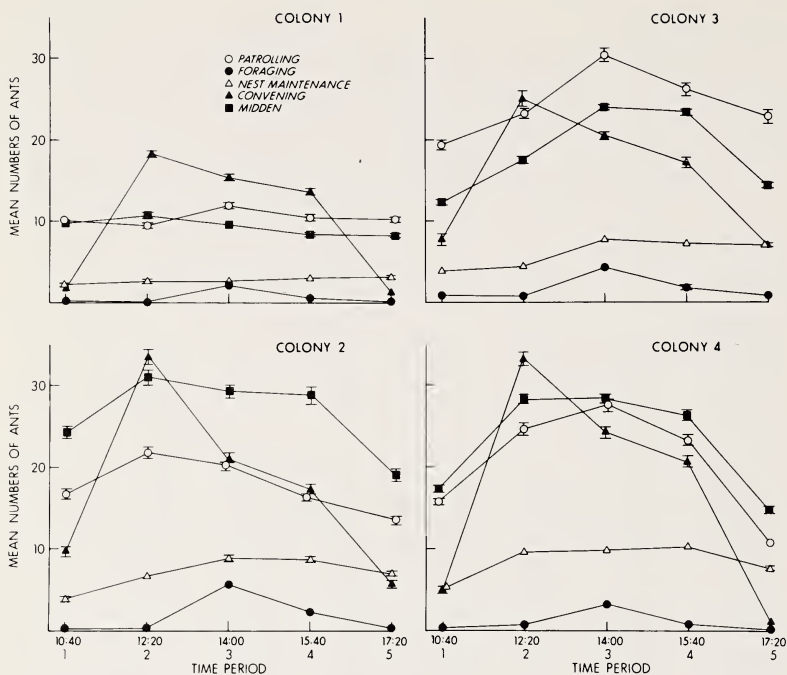 COLONY 1
COLONY 3
○ PATROLLING
● FORAGING
△ NEST MAINTENANCE
▲ CONVENING
■ MIDDEN
MEAN NUMBERS OF ANTS
30
20
10
COLONY 2
COLONY 4
MEAN NUMBERS OF ANTS
30
20
10
10:40 12:20 14:00 15:40 17:20
1 2 3 4 5
TIME PERIOD
10:40 12:20 14:00 15:40 17:20
1 2 3 4 5
TIME PERIOD